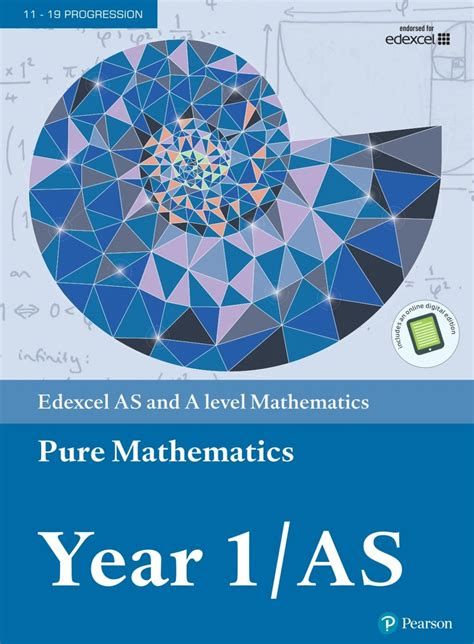 11 - 19 PROGRESSION
endorsed for
edexcel
includes an online digital edition
infinity:
Edexcel AS and A level Mathematics
Pure Mathematics
Year 1/AS
Pearson